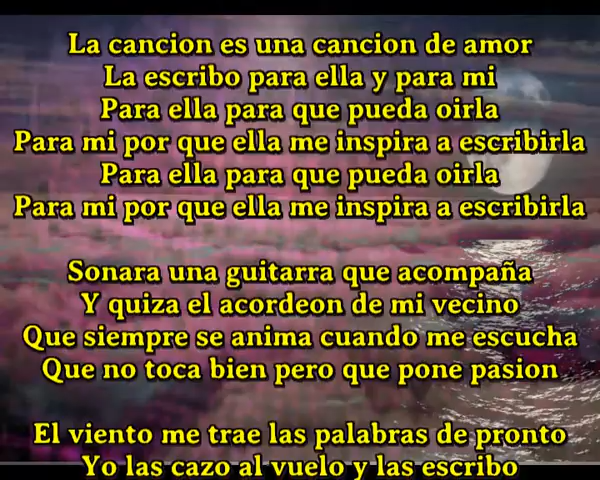 La cancion es una cancion de amor
La escribo para ella y para mi
Para ella para que pueda oirla
Para mi por que ella me inspira a escribirla
Para ella para que pueda oirla
Para mi por que ella me inspira a escribirla
Sonara una guitarra que acompaña
Y quiza el acordeon de mi vecino
Que siempre se anima cuando me escucha
Que no toca bien pero que pone pasion
El viento me trae las palabras de pronto
Yo las cazo al vuelo y las escribo